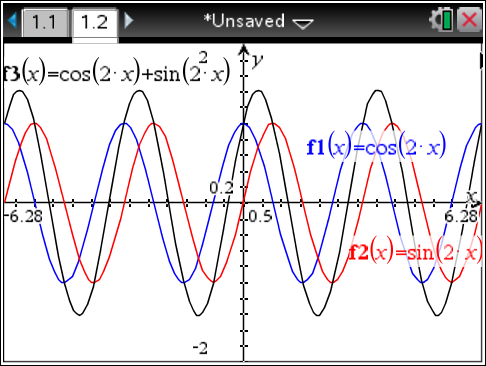 1.1 1.2 *Unsaved
2 y
f3(x)=cos(2·x)+sin(2·x)
f1(x)=cos(2·x)
0.2 x
-6.28 0.5 6.28
f2(x)=sin(2·x)
-2